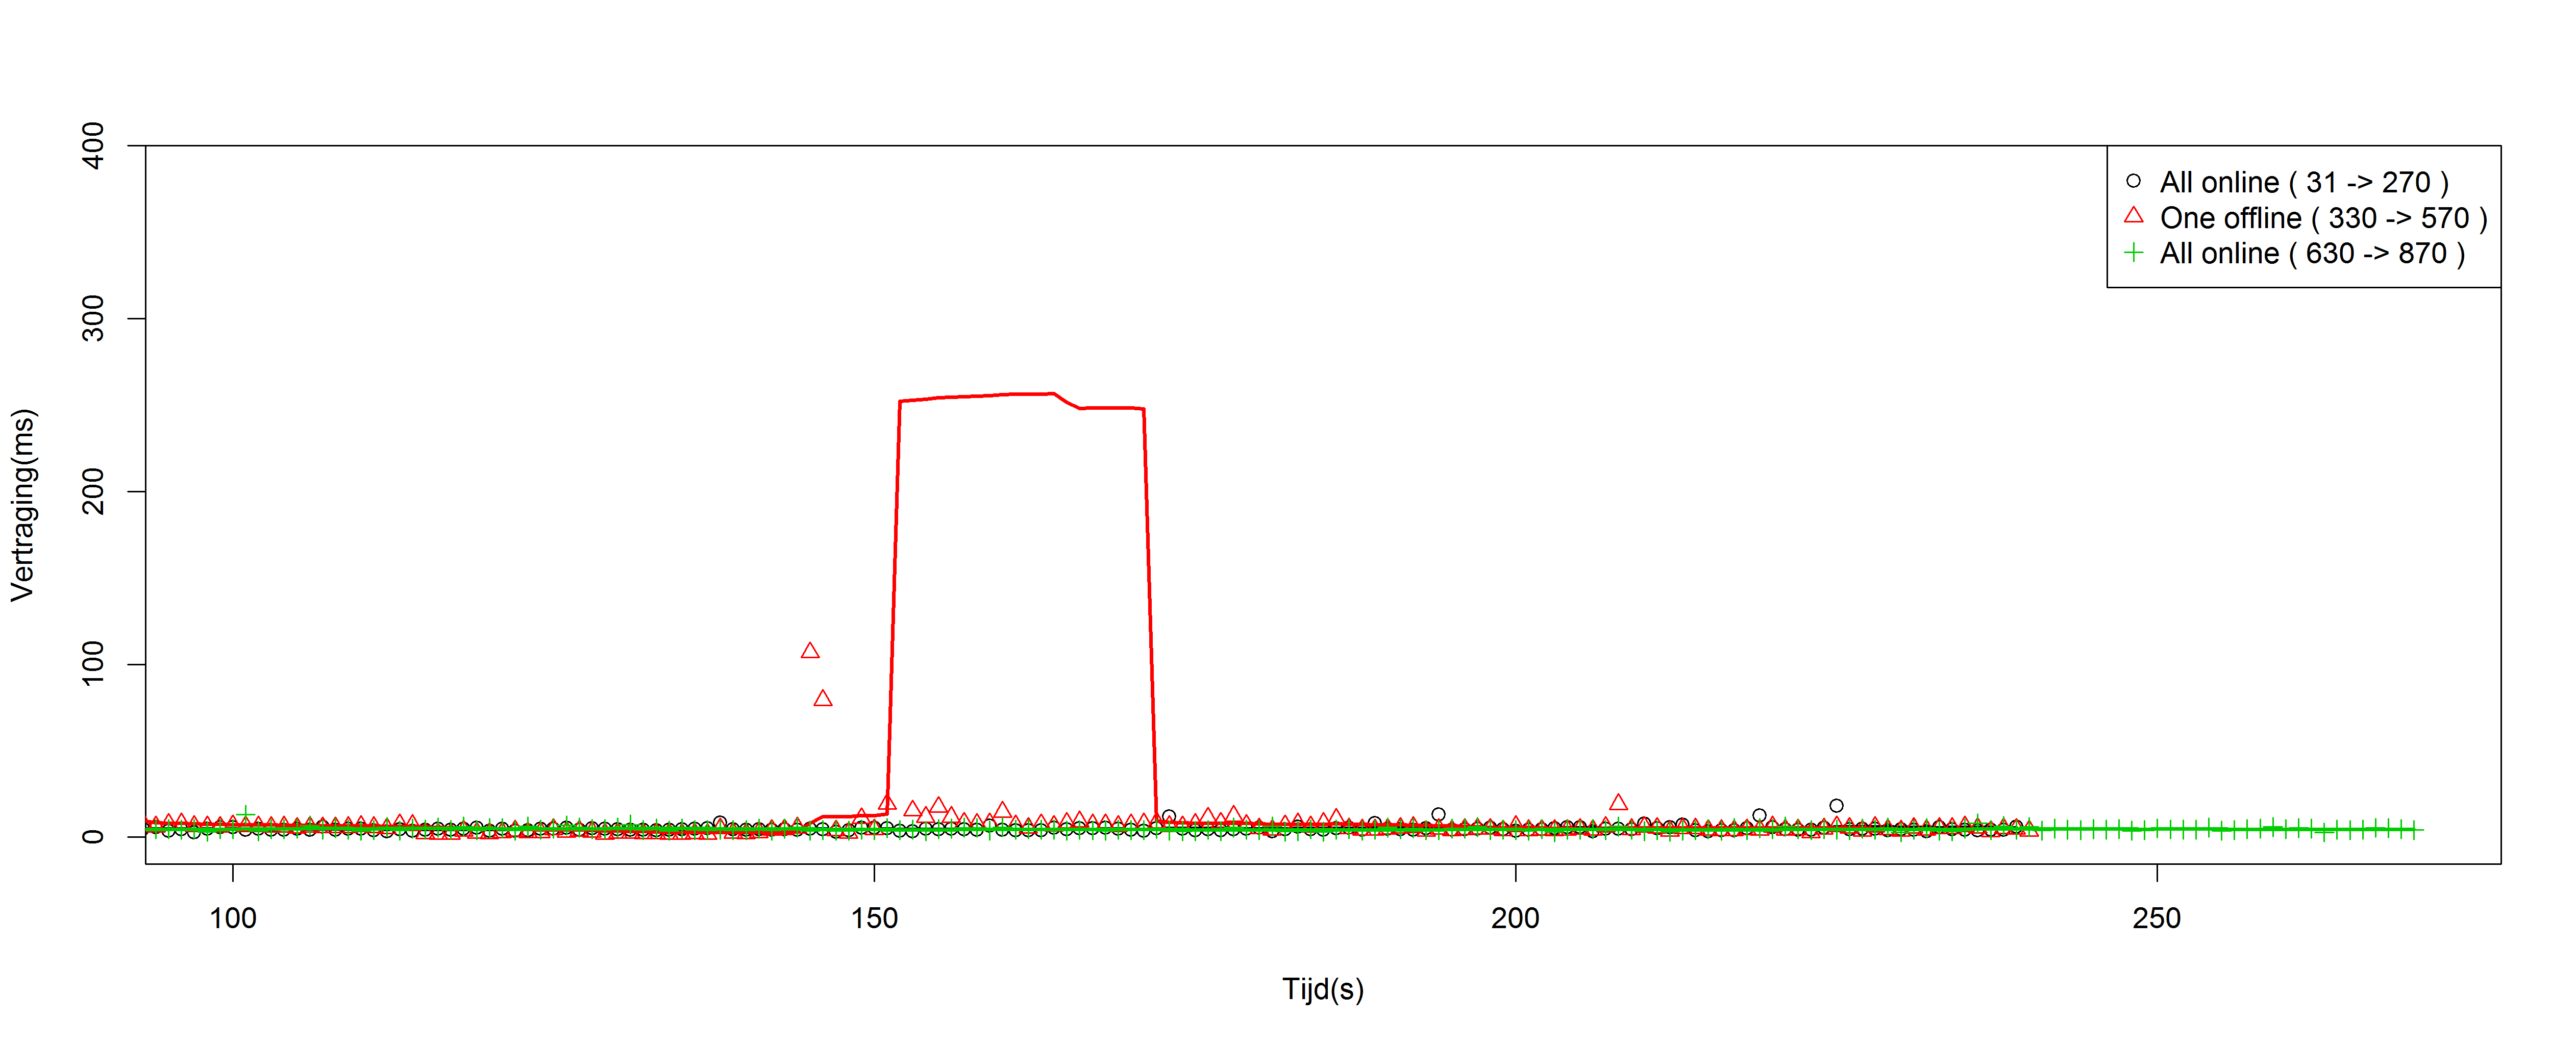 400
300
200
100
0
Vertraging(ms)
All online ( 31 -> 270 )
One offline ( 330 -> 570 )
All online ( 630 -> 870 )
100
150
200
250
Tijd(s)